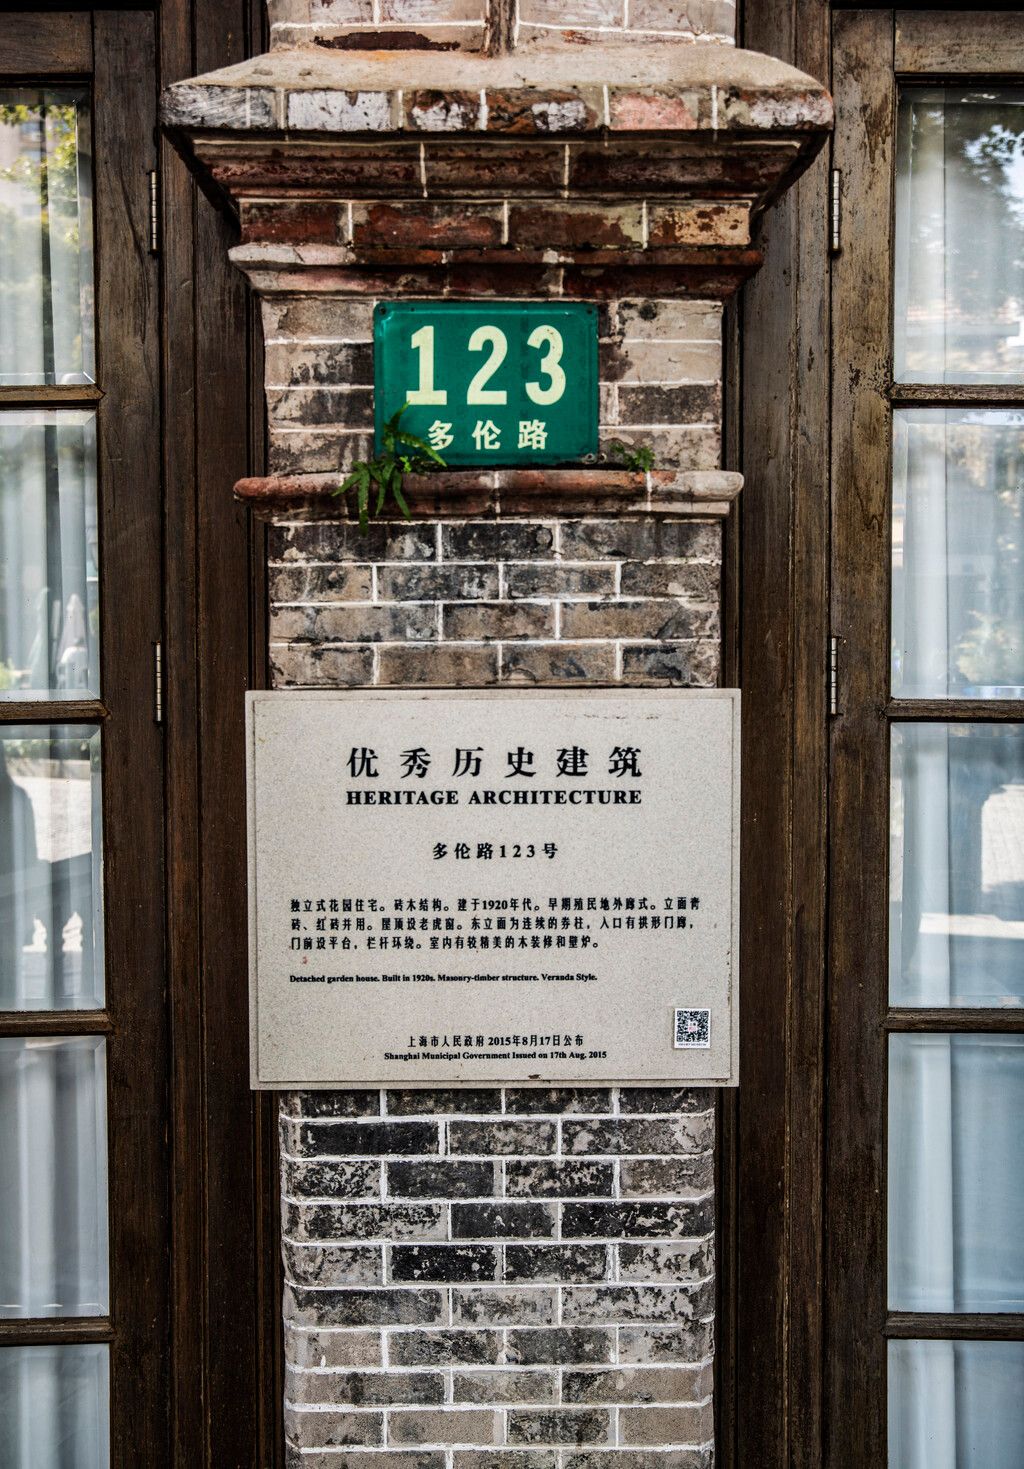 123
多伦路
优秀历史建筑
HERITAGE ARCHITECTURE
多伦路123号
独立式花园住宅。砖木结构。建于1920年代。早期殖民地外廊式。立面青
砖、红砖并用。屋顶设老虎窗。东立面为连续的券柱，入口有拱形门廊，
门前设平台，栏杆环绕。室内有较精美的木装修和壁炉。
Detached garden house. Built in 1920s. Masonry-timber structure. Veranda Style.
上海市人民政府 2015年8月17日公布
Shanghai Municipal Government Issued on 17th Aug. 2015